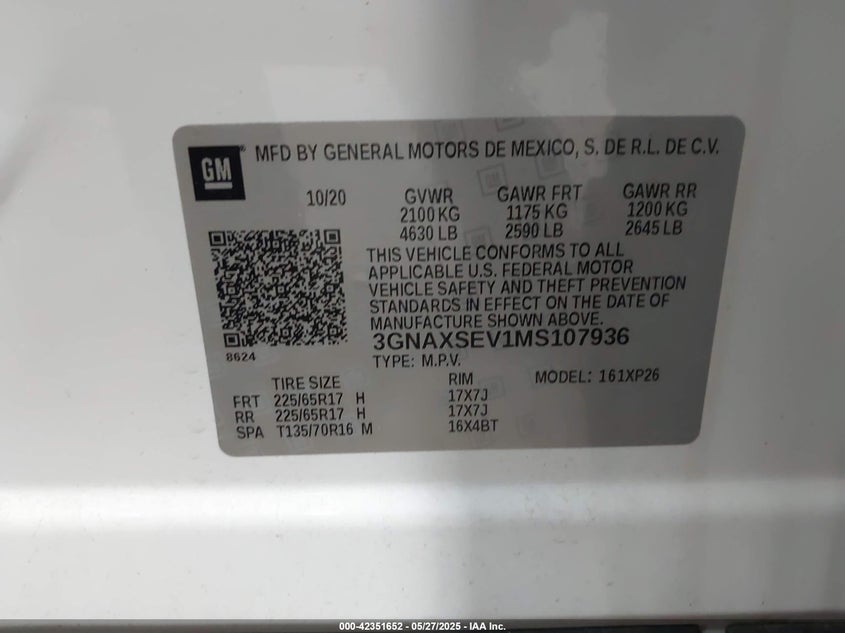 GM ® MFD BY GENERAL MOTORS DE MEXICO, S. DE R.L. DE C.V.
10/20 GVWR GAWR FRT GAWR RR
2100 KG 1175 KG 1200 KG
4630 LB 2590 LB 2645 LB
THIS VEHICLE CONFORMS TO ALL
APPLICABLE U.S. FEDERAL MOTOR
VEHICLE SAFETY AND THEFT PREVENTION
STANDARDS IN EFFECT ON THE DATE OF
MANUFACTURE SHOWN ABOVE.
8624 3GNAXSEV1MS107936
TYPE: M.P.V.
TIRE SIZE RIM MODEL: 161XP26
FRT 225/65R17 H 17X7J
RR 225/65R17 H 17X7J
SPA T135/70R16 M 16X4BT
000-42351652 — 05/27/2025 - IAA Inc.